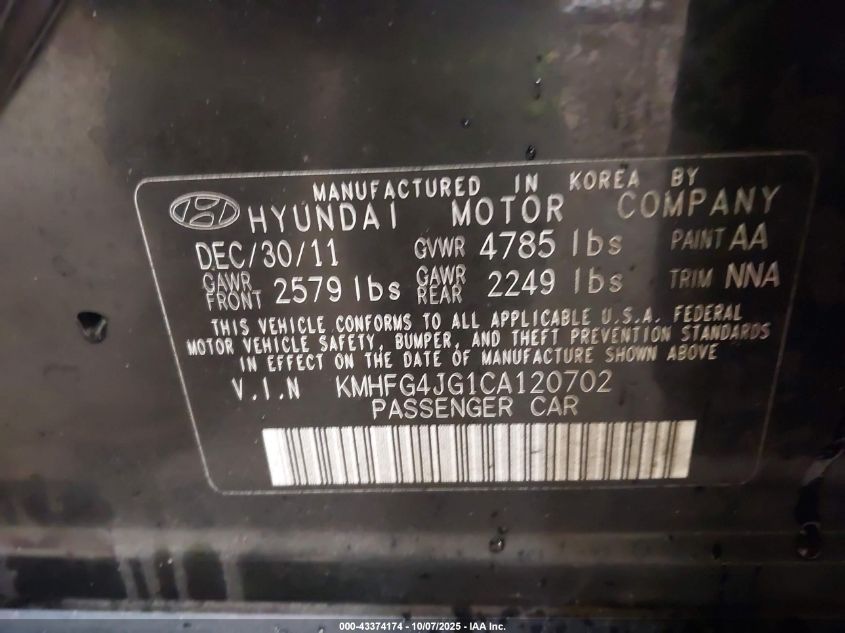 MANUFACTURED IN KOREA BY
HYUNDAI MOTOR COMPANY
DEC/30/11 GVWR 4785 lbs PAINT AA
GAWR FRONT 2579 lbs GAWR REAR 2249 lbs TRIM NNA
THIS VEHICLE CONFORMS TO ALL APPLICABLE U.S.A. FEDERAL
MOTOR VEHICLE SAFETY, BUMPER, AND THEFT PREVENTION STANDARDS
IN EFFECT ON THE DATE OF MANUFACTURE SHOWN ABOVE
V.I.N KMHFG4JG1CA120702
PASSENGER CAR
000-43374174 | 10/07/2025 | IAA Inc.